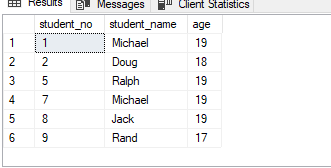 Results Messages Client Statistics
student_no student_name age
1 1 Michael 19
2 2 Doug 18
3 5 Ralph 19
4 7 Michael 19
5 8 Jack 19
6 9 Rand 17